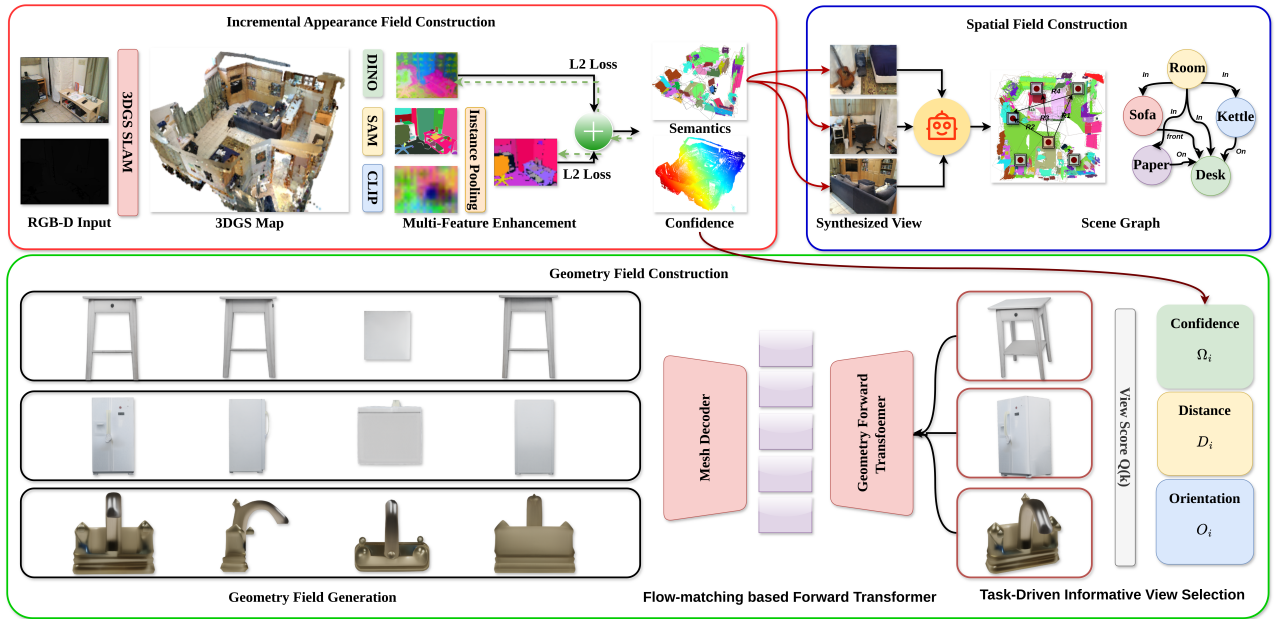 Incremental Appearance Field Construction
RGB-D Input
3DGS SLAM
3DGS Map
DINO
SAM
CLIP
Instance Pooling
L2 Loss
L2 Loss
Multi-Feature Enhancement
Semantics
Confidence
Spatial Field Construction
Synthesized View
R4
R3
R1
R2
Scene Graph
Room
In
In
Sofa
In
In
Kettle
front
Paper
On
On
Desk
Geometry Field Construction
Geometry Field Generation
Mesh Decoder
Geometry Forward
Transfoemer
Flow-matching based Forward Transformer
View Score Q(k)
Confidence
Ωi
Distance
Di
Orientation
Oi
Task-Driven Informative View Selection